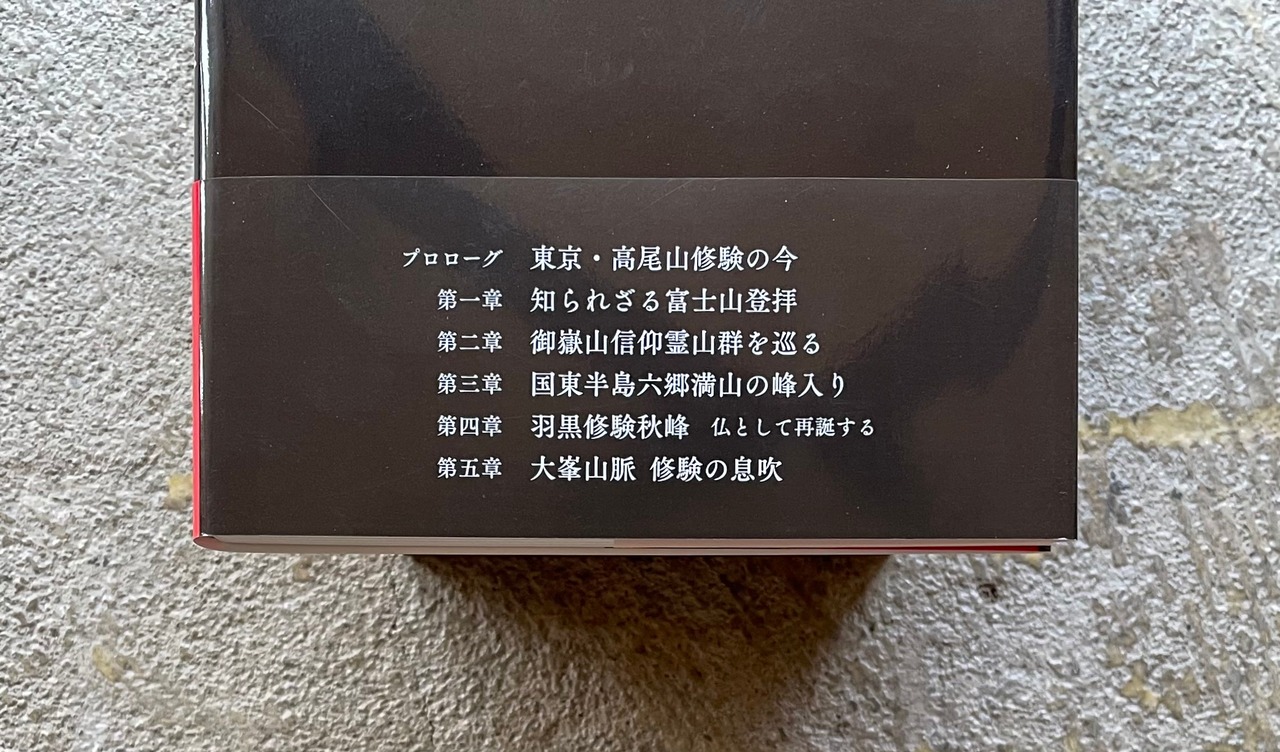 プロローグ 東京・高尾山修験の今
第一章 知られざる富士山登拝
第二章 御嶽山信仰霊山群を巡る
第三章 国東半島六郷満山の峰入り
第四章 羽黒修験秋峰 仏として再誕する
第五章 大峯山脈 修験の息吹